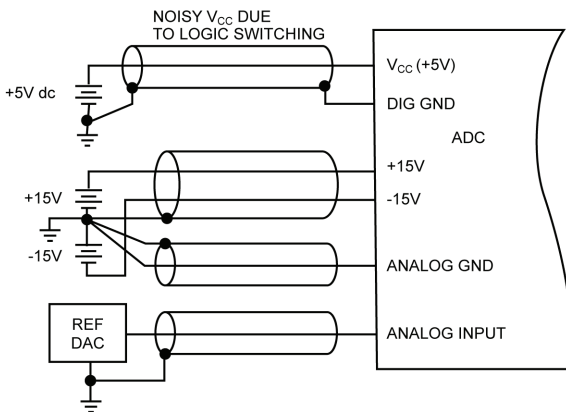 NOISY VCC DUE
TO LOGIC SWITCHING
VCC (+5V)
+5V dc
DIG GND
ADC
+15V
+15V
-15V
-15V
ANALOG GND
REF
DAC
ANALOG INPUT